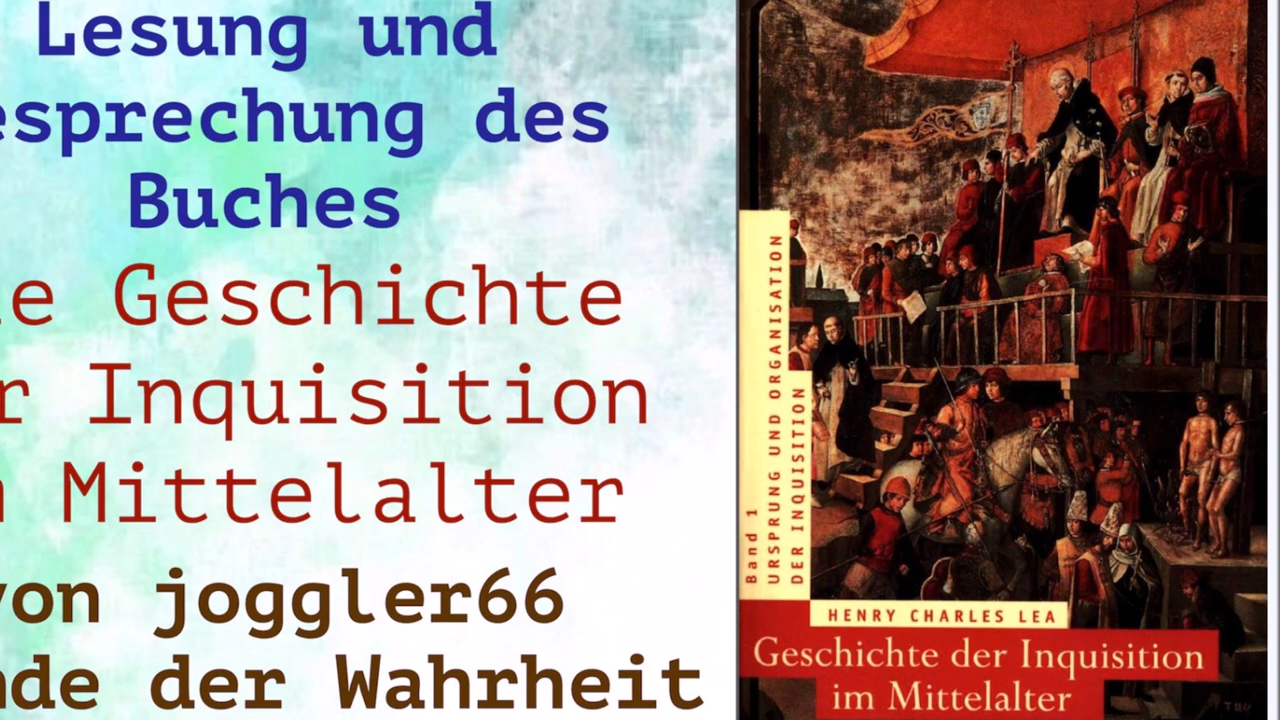 Lesung und
esprechung des
Buches
e Geschichte
r Inquisition
Mittelalter
von joggler66
nde der Wahrheit
Band 1
URSPRUNG UND ORGANISATION
DER INQUISITION
HENRY CHARLES LEA
Geschichte der Inquisition
im Mittelalter